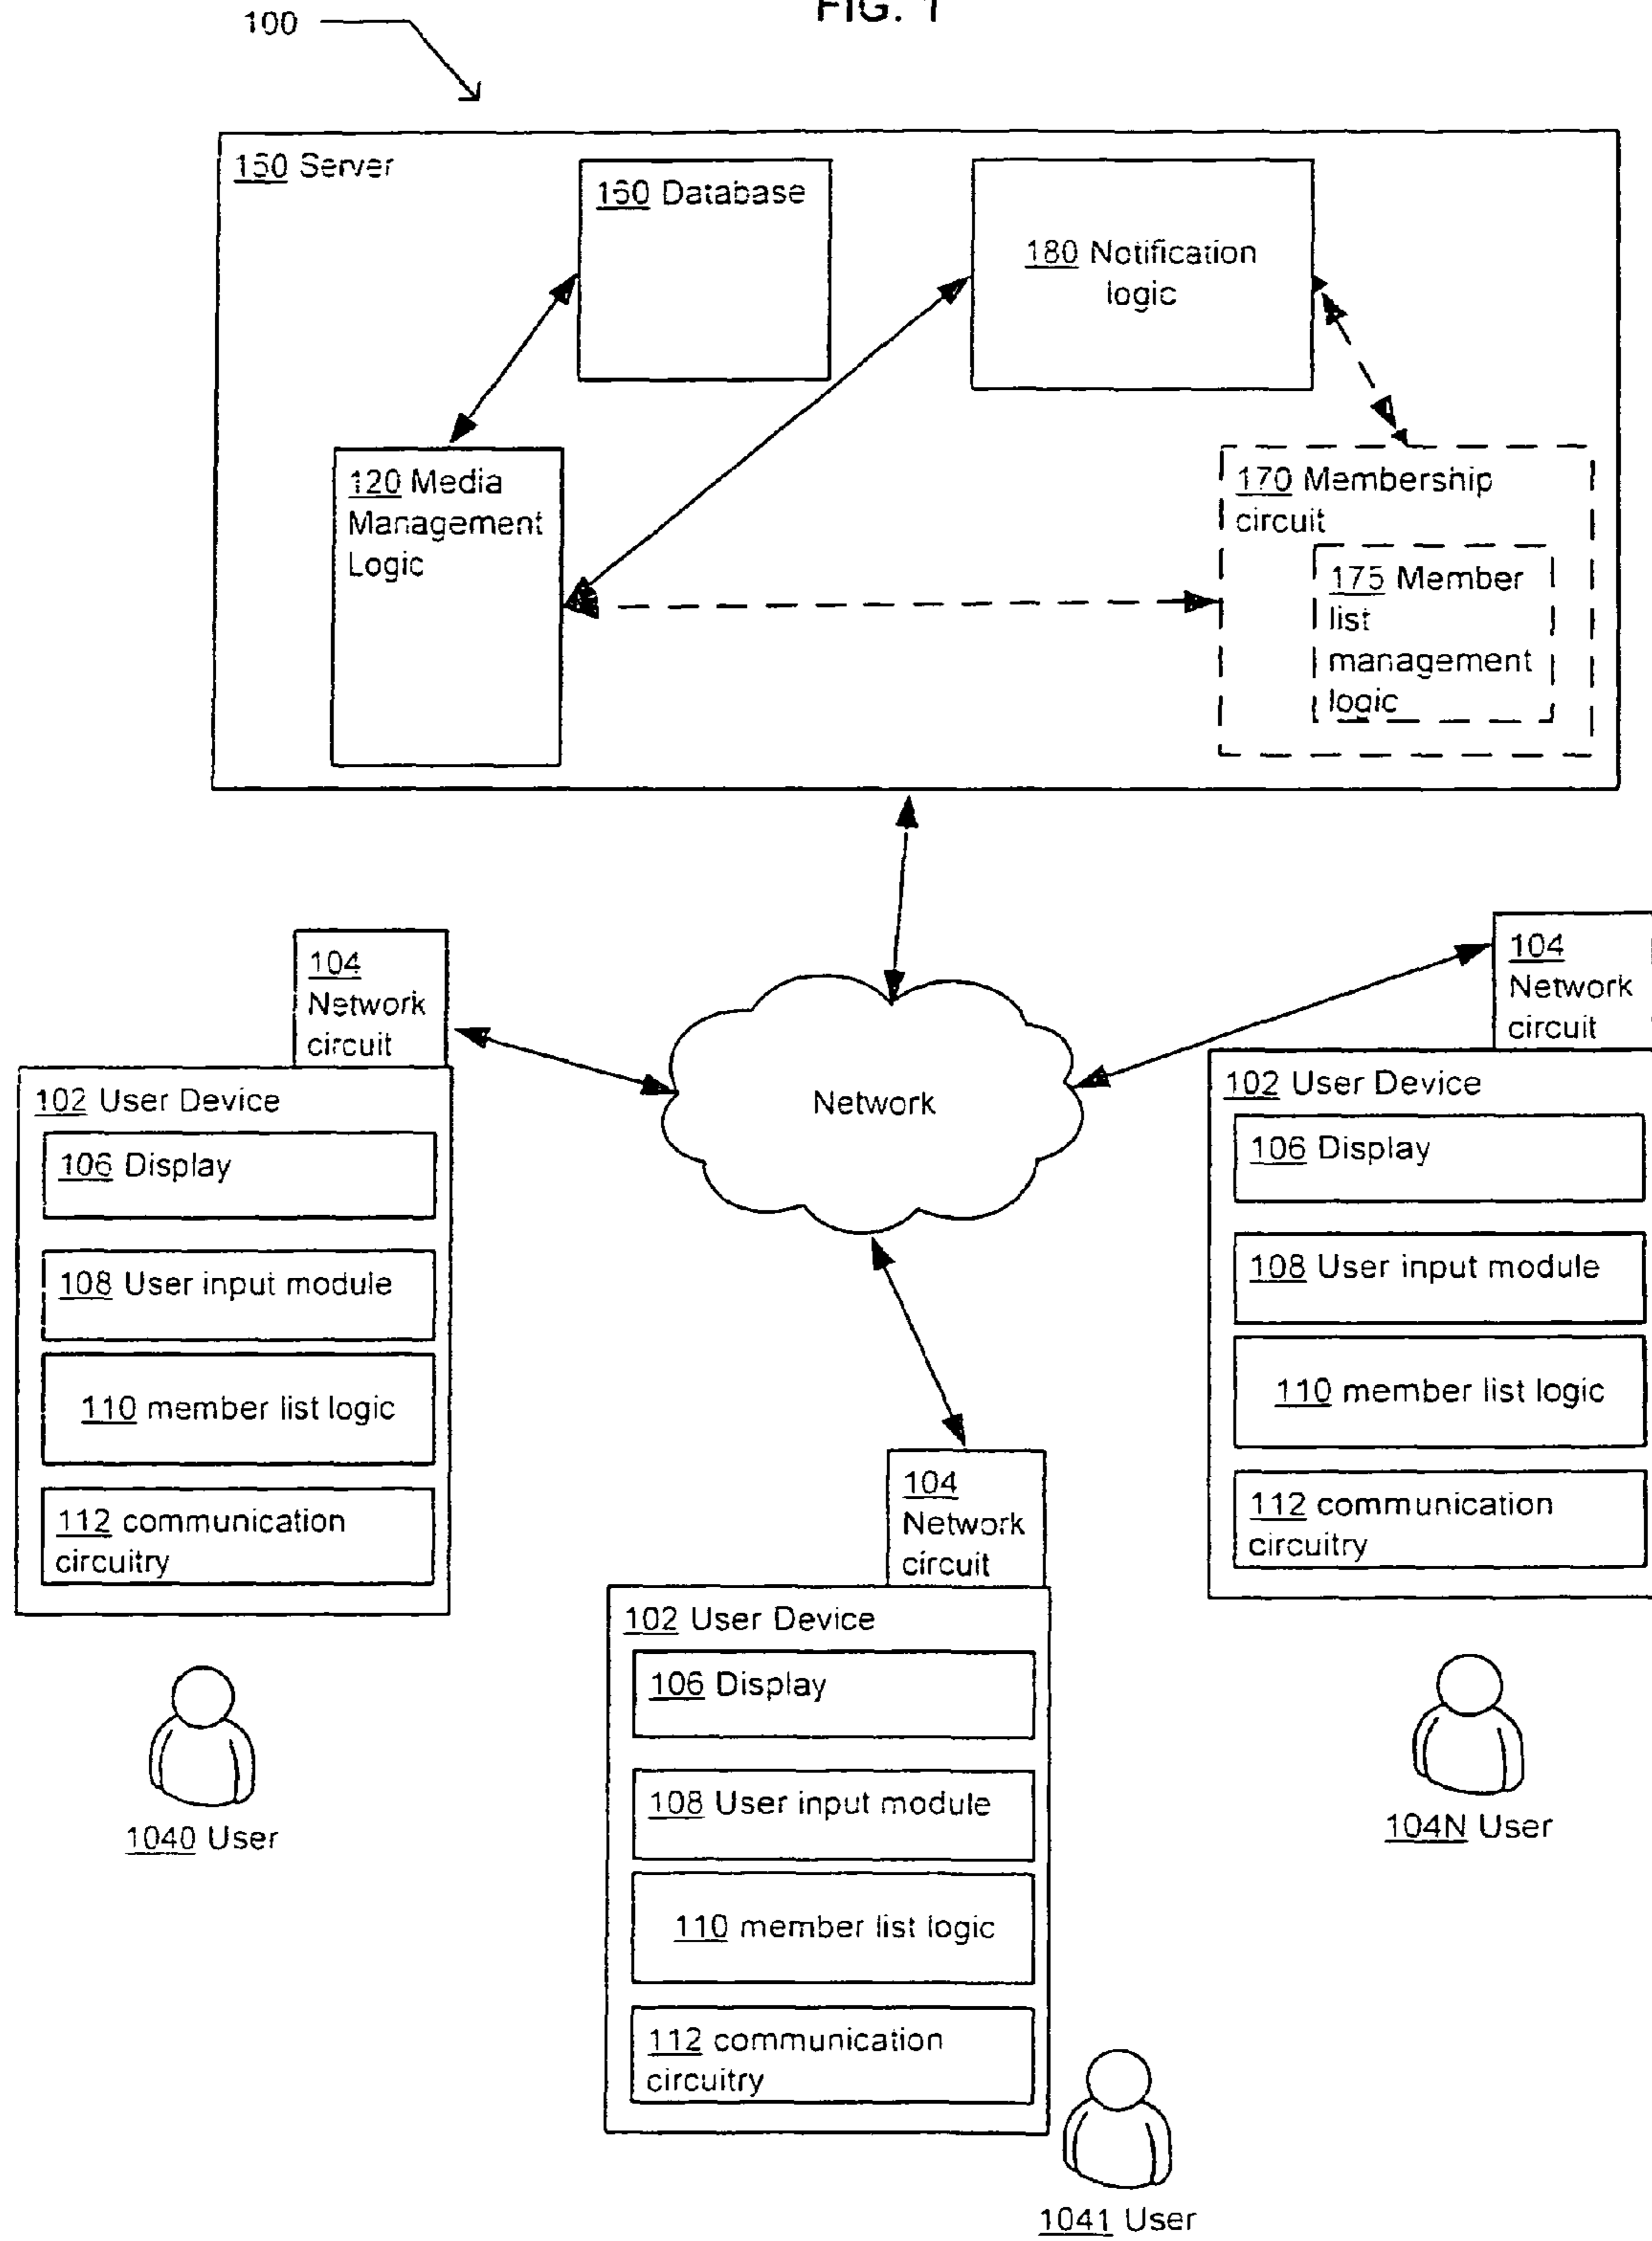 FIG. 1
100
150 Server
160 Database
180 Notification
logic
120 Media
Management
Logic
170 Membership
circuit
175 Member
list
management
logic
104
Network
circuit
102 User Device
106 Display
108 User input module
110 member list logic
112 communication
circuitry
1040 User
Network
104
Network
circuit
102 User Device
106 Display
108 User input module
110 member list logic
112 communication
circuitry
104N User
104
Network
circuit
102 User Device
106 Display
108 User input module
110 member list logic
112 communication
circuitry
1041 User